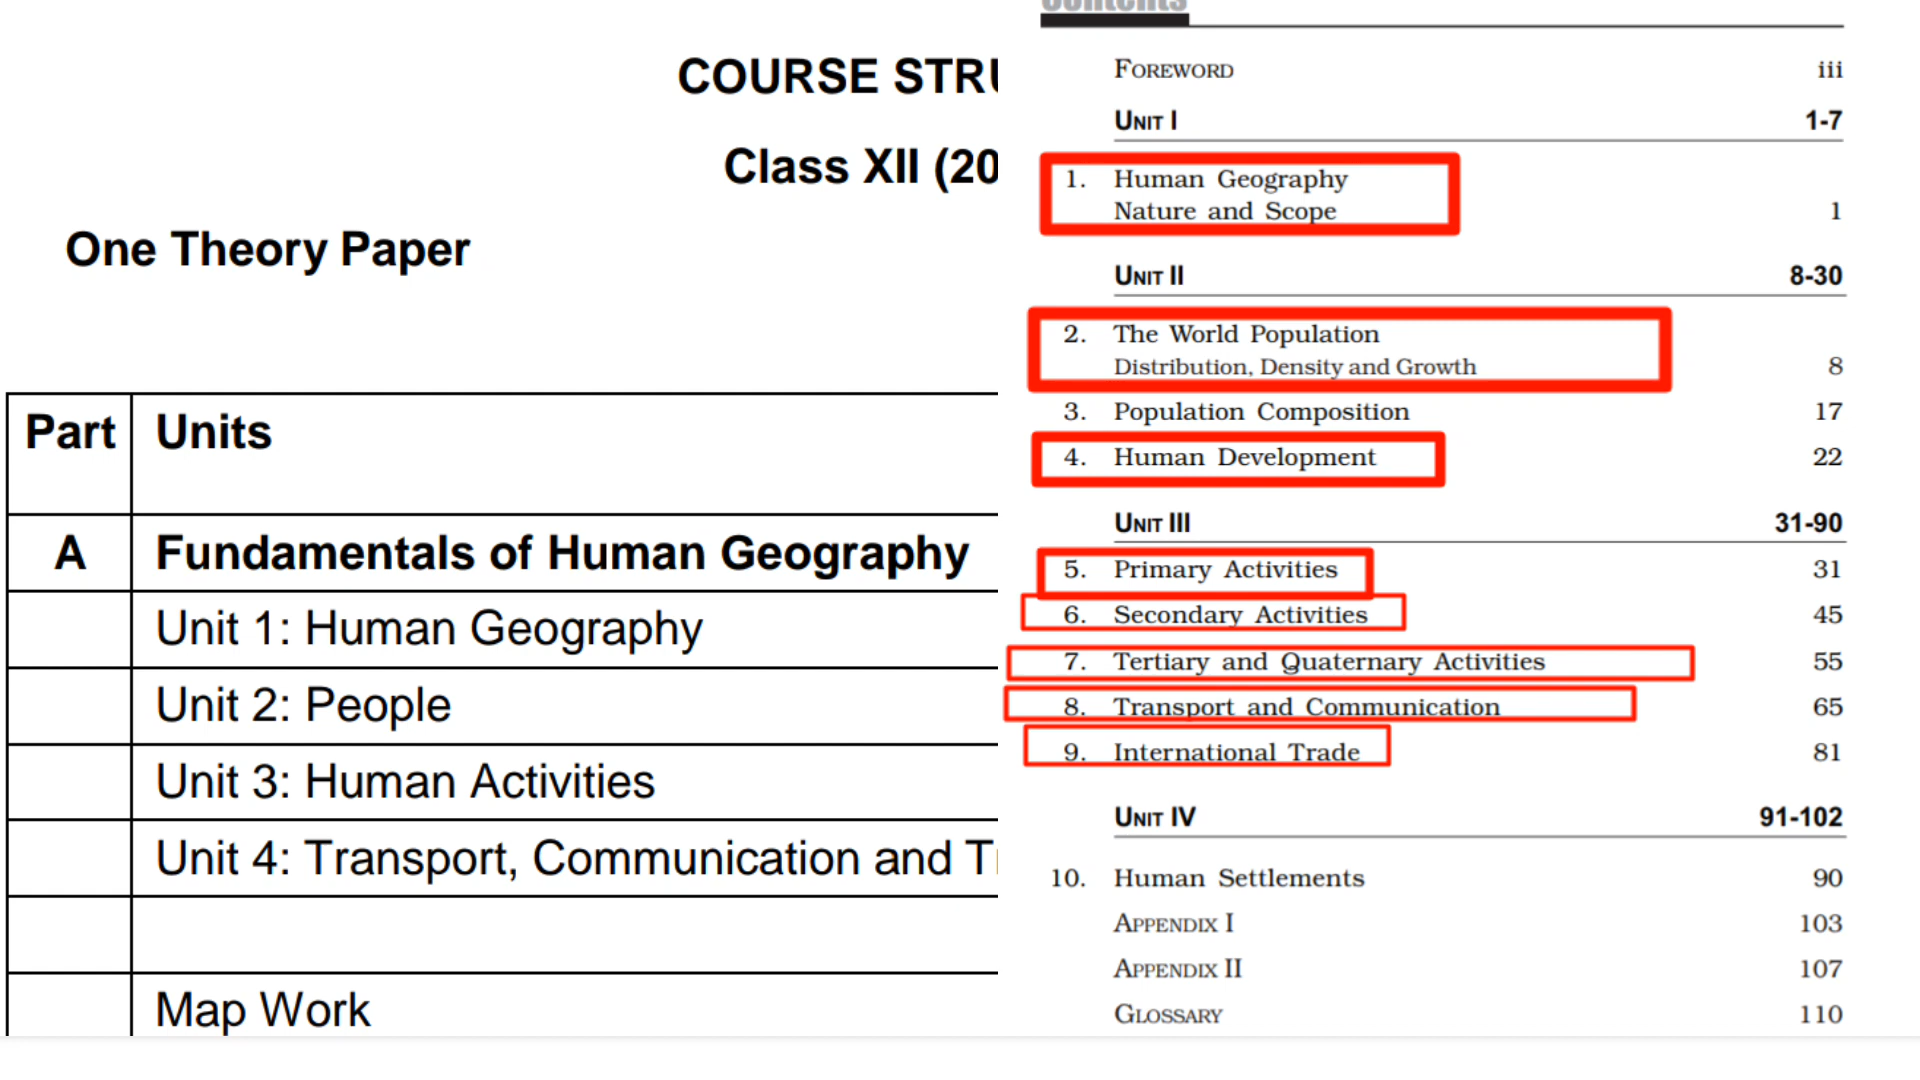 COURSE STRU
Class XII (20
One Theory Paper
Part Units
A Fundamentals of Human Geography
Unit 1: Human Geography
Unit 2: People
Unit 3: Human Activities
Unit 4: Transport, Communication and Tr
Map Work
Contents
FOREWORD iii
UNIT I 1-7
1. Human Geography
Nature and Scope 1
UNIT II 8-30
2. The World Population
Distribution, Density and Growth 8
3. Population Composition 17
4. Human Development 22
UNIT III 31-90
5. Primary Activities 31
6. Secondary Activities 45
7. Tertiary and Quaternary Activities 55
8. Transport and Communication 65
9. International Trade 81
UNIT IV 91-102
10. Human Settlements 90
APPENDIX I 103
APPENDIX II 107
GLOSSARY 110